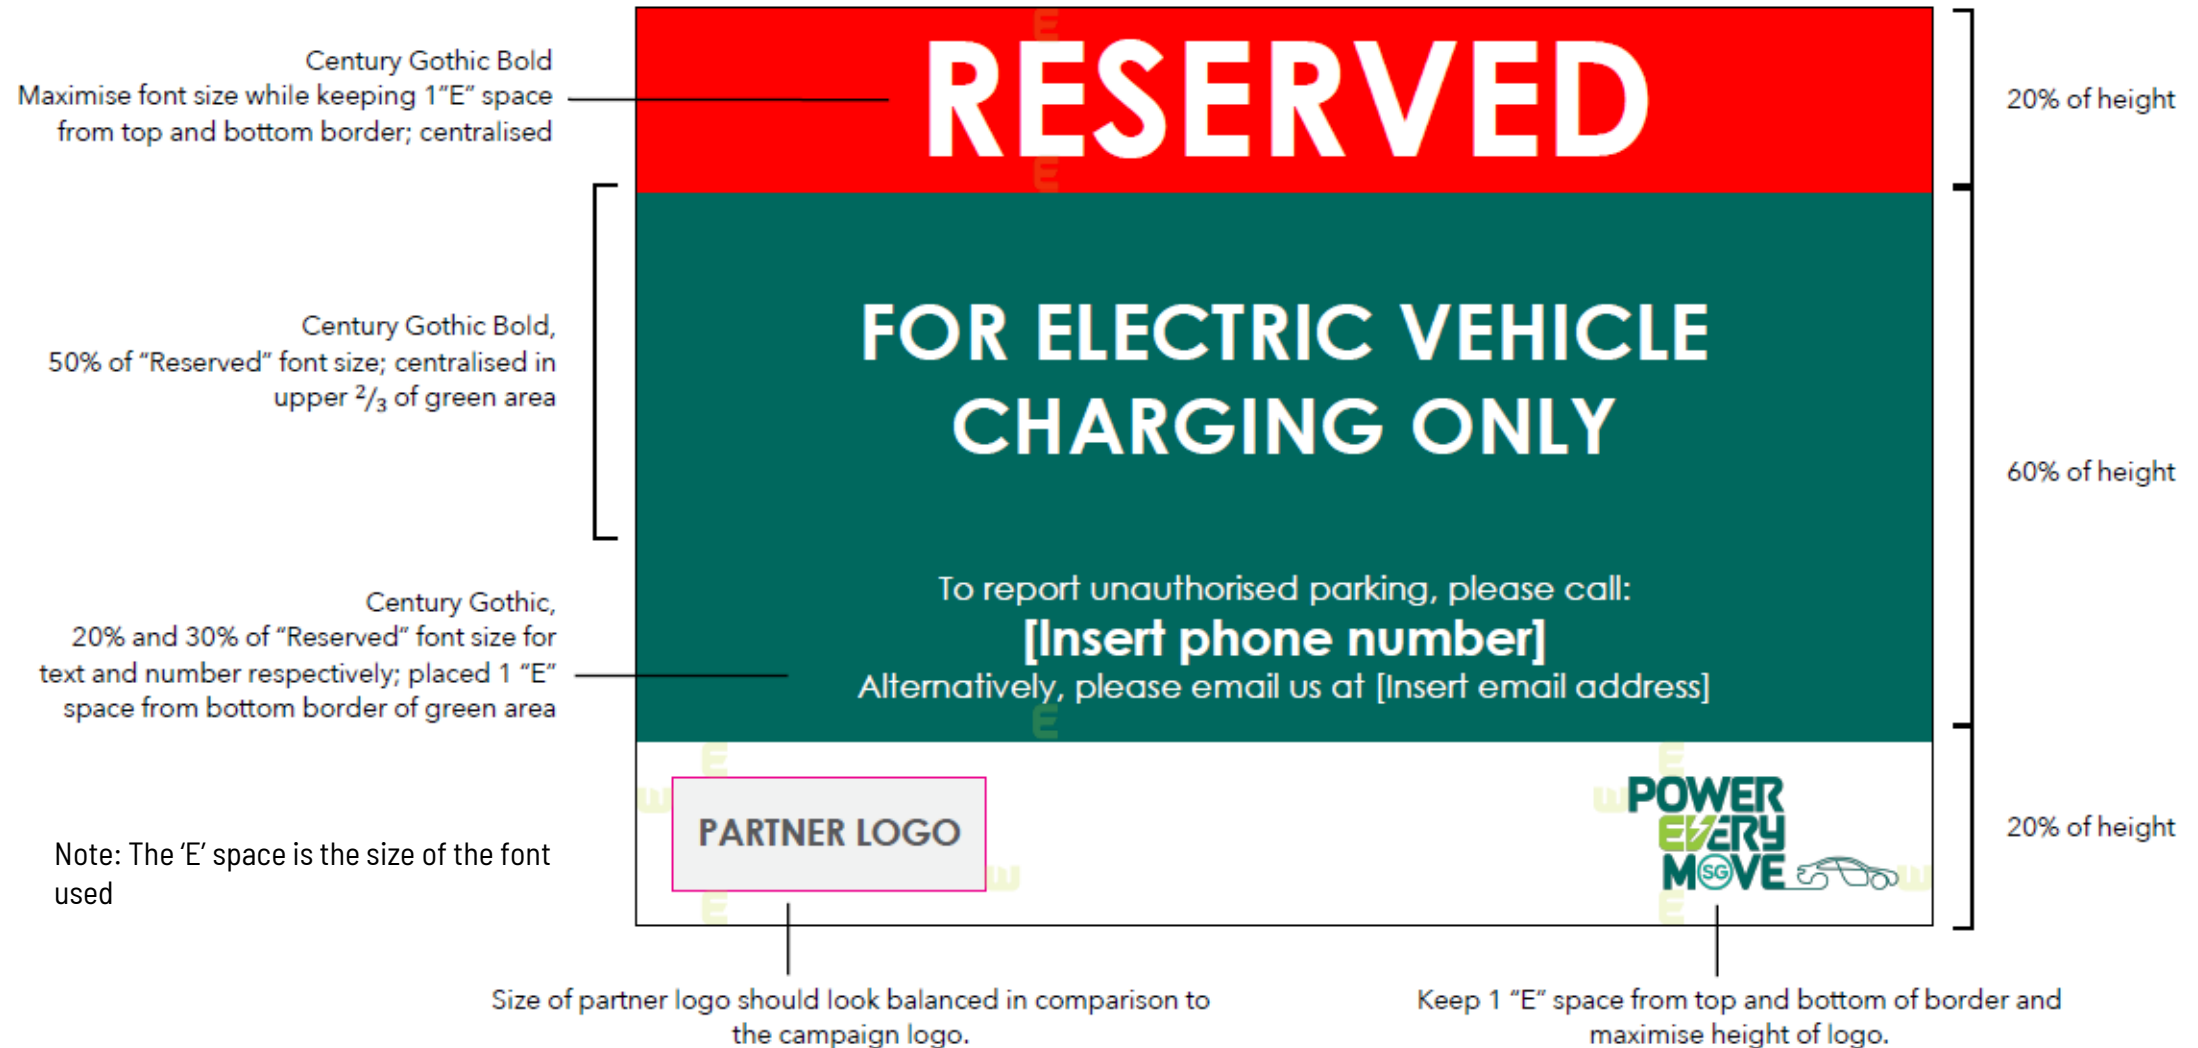 Century Gothic Bold
Maximise font size while keeping 1"E" space
from top and bottom border; centralised
RESERVED
20% of height
Century Gothic Bold,
50% of "Reserved" font size; centralised in
upper 2/3 of green area
FOR ELECTRIC VEHICLE
CHARGING ONLY
60% of height
Century Gothic,
20% and 30% of "Reserved" font size for
text and number respectively; placed 1 "E"
space from bottom border of green area
To report unauthorised parking, please call:
[Insert phone number]
Alternatively, please email us at [Insert email address]
Note: The ‘E’ space is the size of the font
used
PARTNER LOGO
POWER
EVERY
MOVE
SG
20% of height
Size of partner logo should look balanced in comparison to
the campaign logo.
Keep 1 "E" space from top and bottom of border and
maximise height of logo.